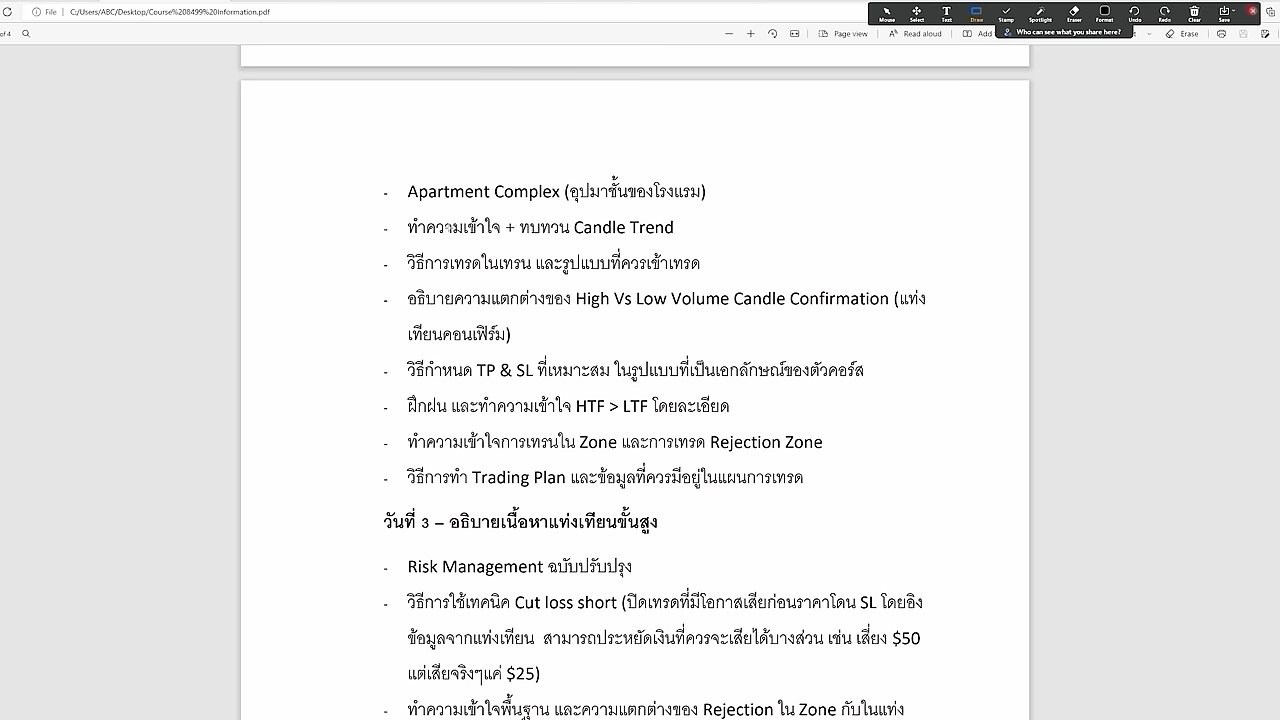 File
C:/Users/ABC/Desktop/Course%208499%20Information.pdf
Mouse Select Text Draw Stamp Spotlight Eraser Format Undo Redo Clear Save
Who can see what you share here?
of 4
Page view
Read aloud
Add
Erase
- Apartment Complex (อุปมาชั้นของโรงแรม)
- ทำความเข้าใจ + ทบทวน Candle Trend
- วิธีการเทรดในเทรน และรูปแบบที่ควรเข้าเทรด
- อธิบายความแตกต่างของ High Vs Low Volume Candle Confirmation (แท่ง
เทียนคอนเฟิร์ม)
- วิธีกำหนด TP & SL ที่เหมาะสม ในรูปแบบที่เป็นเอกลักษณ์ของตัวคอร์ส
- ฝึกฝน และทำความเข้าใจ HTF > LTF โดยละเอียด
- ทำความเข้าใจการเทรนใน Zone และการเทรด Rejection Zone
- วิธีการทำ Trading Plan และข้อมูลที่ควรมีอยู่ในแผนการเทรด
วันที่ 3 – อธิบายเนื้อหาแท่งเทียนขั้นสูง
- Risk Management ฉบับปรับปรุง
- วิธีการใช้เทคนิค Cut loss short (ปิดเทรดที่มีโอกาสเสียก่อนราคาโดน SL โดยอิง
ข้อมูลจากแท่งเทียน สามารถประหยัดเงินที่ควรจะเสียได้บางส่วน เช่น เสี่ยง $50
แต่เสียจริงๆแค่ $25)
- ทำความเข้าใจพื้นฐาน และความแตกต่างของ Rejection ใน Zone กับในแท่ง